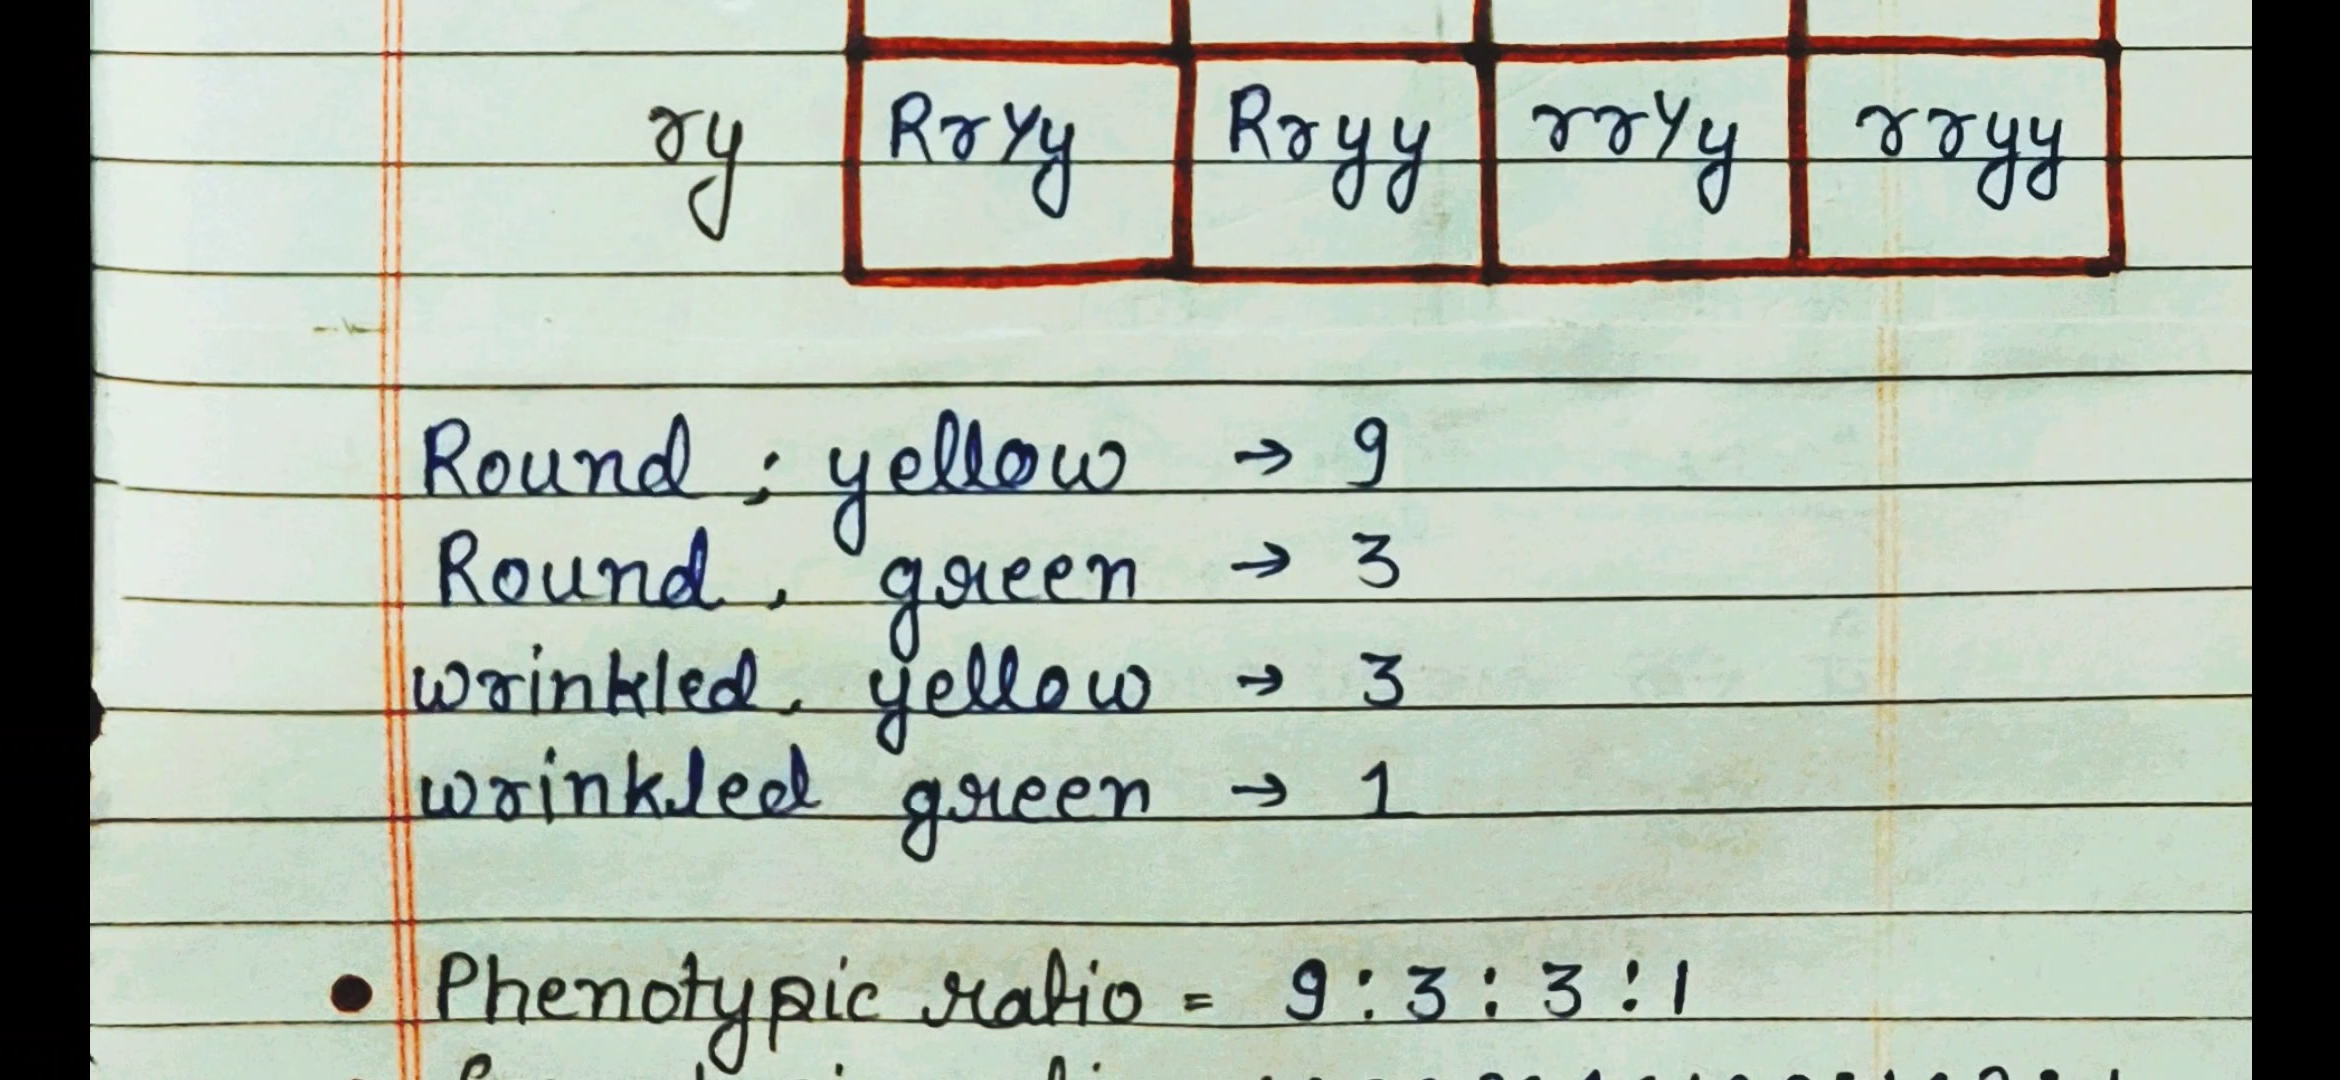 ry RrYy Rryy rrYy rryy
Round ; yellow → 9
Round , green → 3
wrinkled , yellow → 3
wrinkled green → 1
• Phenotypic ratio = 9 : 3 : 3 : 1